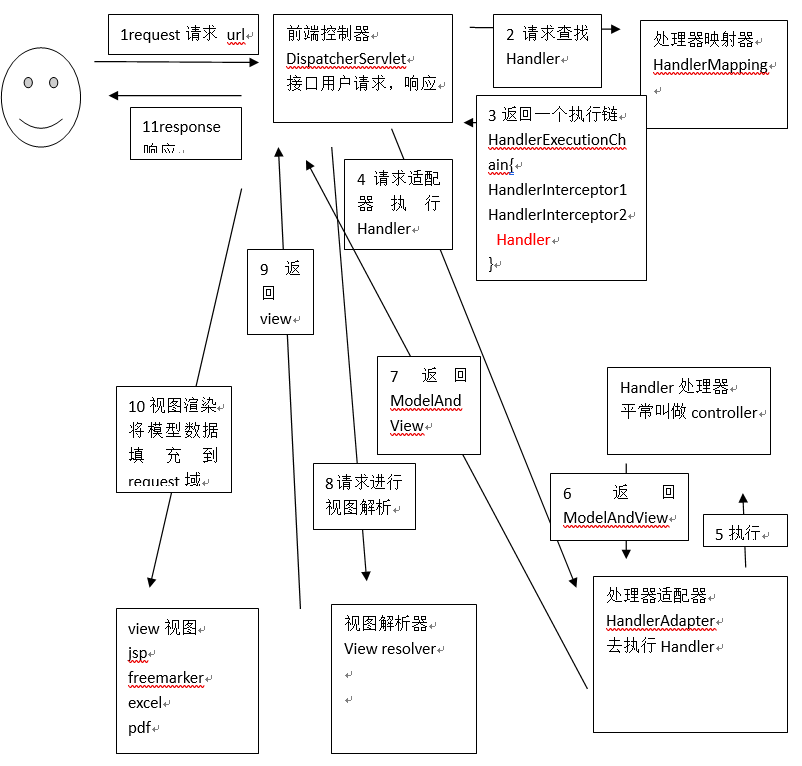 1request 请求 url
前端控制器
DispatcherServlet
接口用户请求，响应
2 请求查找
Handler
处理器映射器
HandlerMapping
11response
响应
3 返回一个执行链
HandlerExecutionCh
ain{
HandlerInterceptor1
HandlerInterceptor2
Handler
}
4 请求适配
器执行
Handler
9 返
回
view
7 返回
ModelAnd
View
Handler 处理器
平常叫做 controller
10 视图渲染
将模型数据
填充到
request 域
8 请求进行
视图解析
6 返回
ModelAndView
5 执行
view 视图
jsp
freemarker
excel
pdf
视图解析器
View resolver
处理器适配器
HandlerAdapter
去执行 Handler